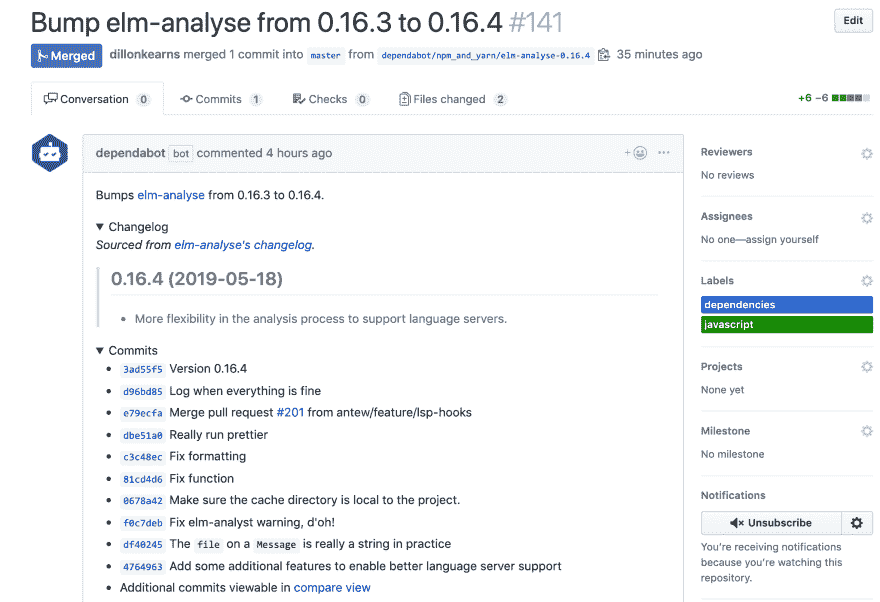 Bump elm-analyse from 0.16.3 to 0.16.4 #141
Edit
Merged dillonkearns merged 1 commit into master from dependabot/npm_and_yarn/elm-analyse-0.16.4 35 minutes ago
Conversation 0 Commits 1 Checks 0 Files changed 2 +6 −6
dependabot bot commented 4 hours ago
Bumps elm-analyse from 0.16.3 to 0.16.4.
▼ Changelog
Sourced from elm-analyse's changelog.
0.16.4 (2019-05-18)
• More flexibility in the analysis process to support language servers.
▼ Commits
• 3ad55f5 Version 0.16.4
• d96bd85 Log when everything is fine
• e79ecfa Merge pull request #201 from antew/feature/lsp-hooks
• dbe51a0 Really run prettier
• c3c48ec Fix formatting
• 81cd4d6 Fix function
• 0678a42 Make sure the cache directory is local to the project.
• f0c7deb Fix elm-analyst warning, d'oh!
• df40245 The file on a Message is really a string in practice
• 4764963 Add some additional features to enable better language server support
• Additional commits viewable in compare view
Reviewers
No reviews
Assignees
No one—assign yourself
Labels
dependencies
javascript
Projects
None yet
Milestone
No milestone
Notifications
Unsubscribe
You're receiving notifications
because you're watching this
repository.